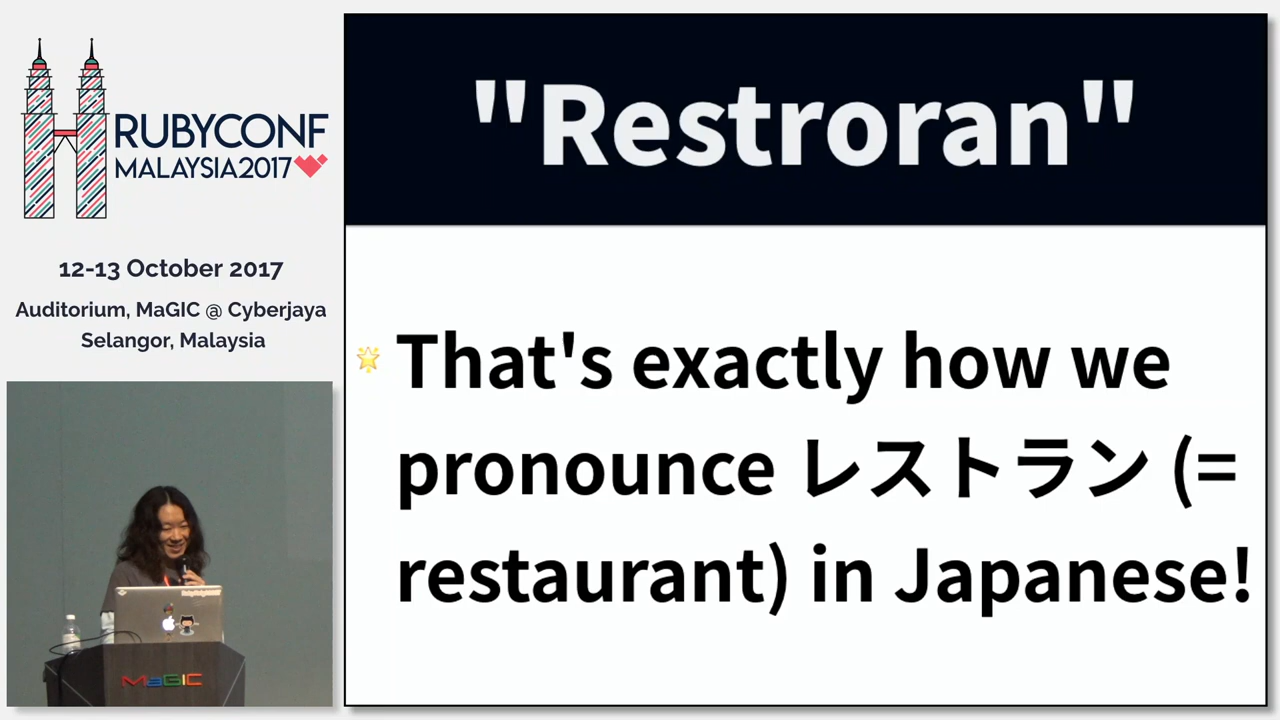 RUBYCONF
MALAYSIA2017
12-13 October 2017
Auditorium, MaGIC @ Cyberjaya
Selangor, Malaysia
MaGIC
"Restroran"
That's exactly how we
pronounce レストラン (=
restaurant) in Japanese!